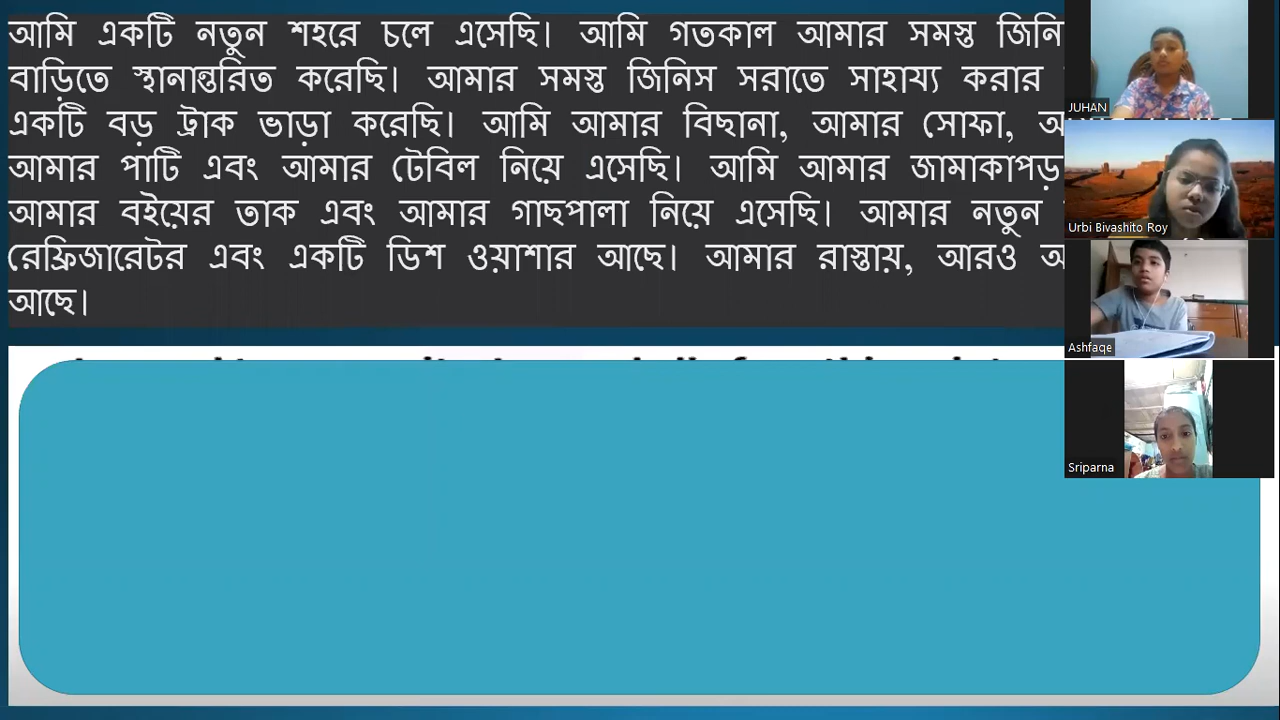 আমি একটি নতুন শহরে চলে এসেছি। আমি গতকাল আমার সমস্ত জিনি
বাড়িতে স্থানান্তরিত করেছি। আমার সমস্ত জিনিস সরাতে সাহায্য করার
একটি বড় ট্রাক ভাড়া করেছি। আমি আমার বিছানা, আমার সোফা,
আমার পাটি এবং আমার টেবিল নিয়ে এসেছি। আমি আমার জামাকাপড়
আমার বইয়ের তাক এবং আমার গাছপালা নিয়ে এসেছি। আমার নতুন
রেফ্রিজারেটর এবং একটি ডিশ ওয়াশার আছে। আমার রাস্তায়, আরও
আছে।
JUHAN
Urbi Bivashito Roy
Ashfaqe
Sriparna